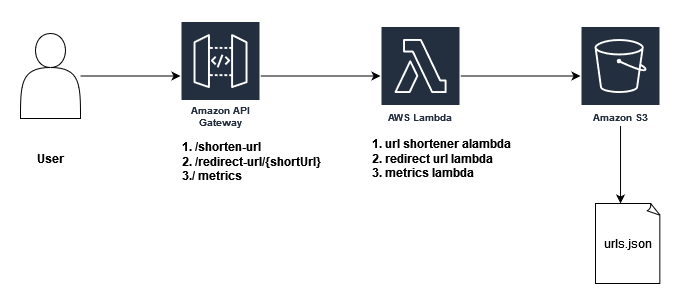 User
Amazon API
Gateway
1. /shorten-url
2. /redirect-url/{shortUrl}
3./ metrics
AWS Lambda
1. url shortener alambda
2. redirect url lambda
3. metrics lambda
Amazon S3
urls.json